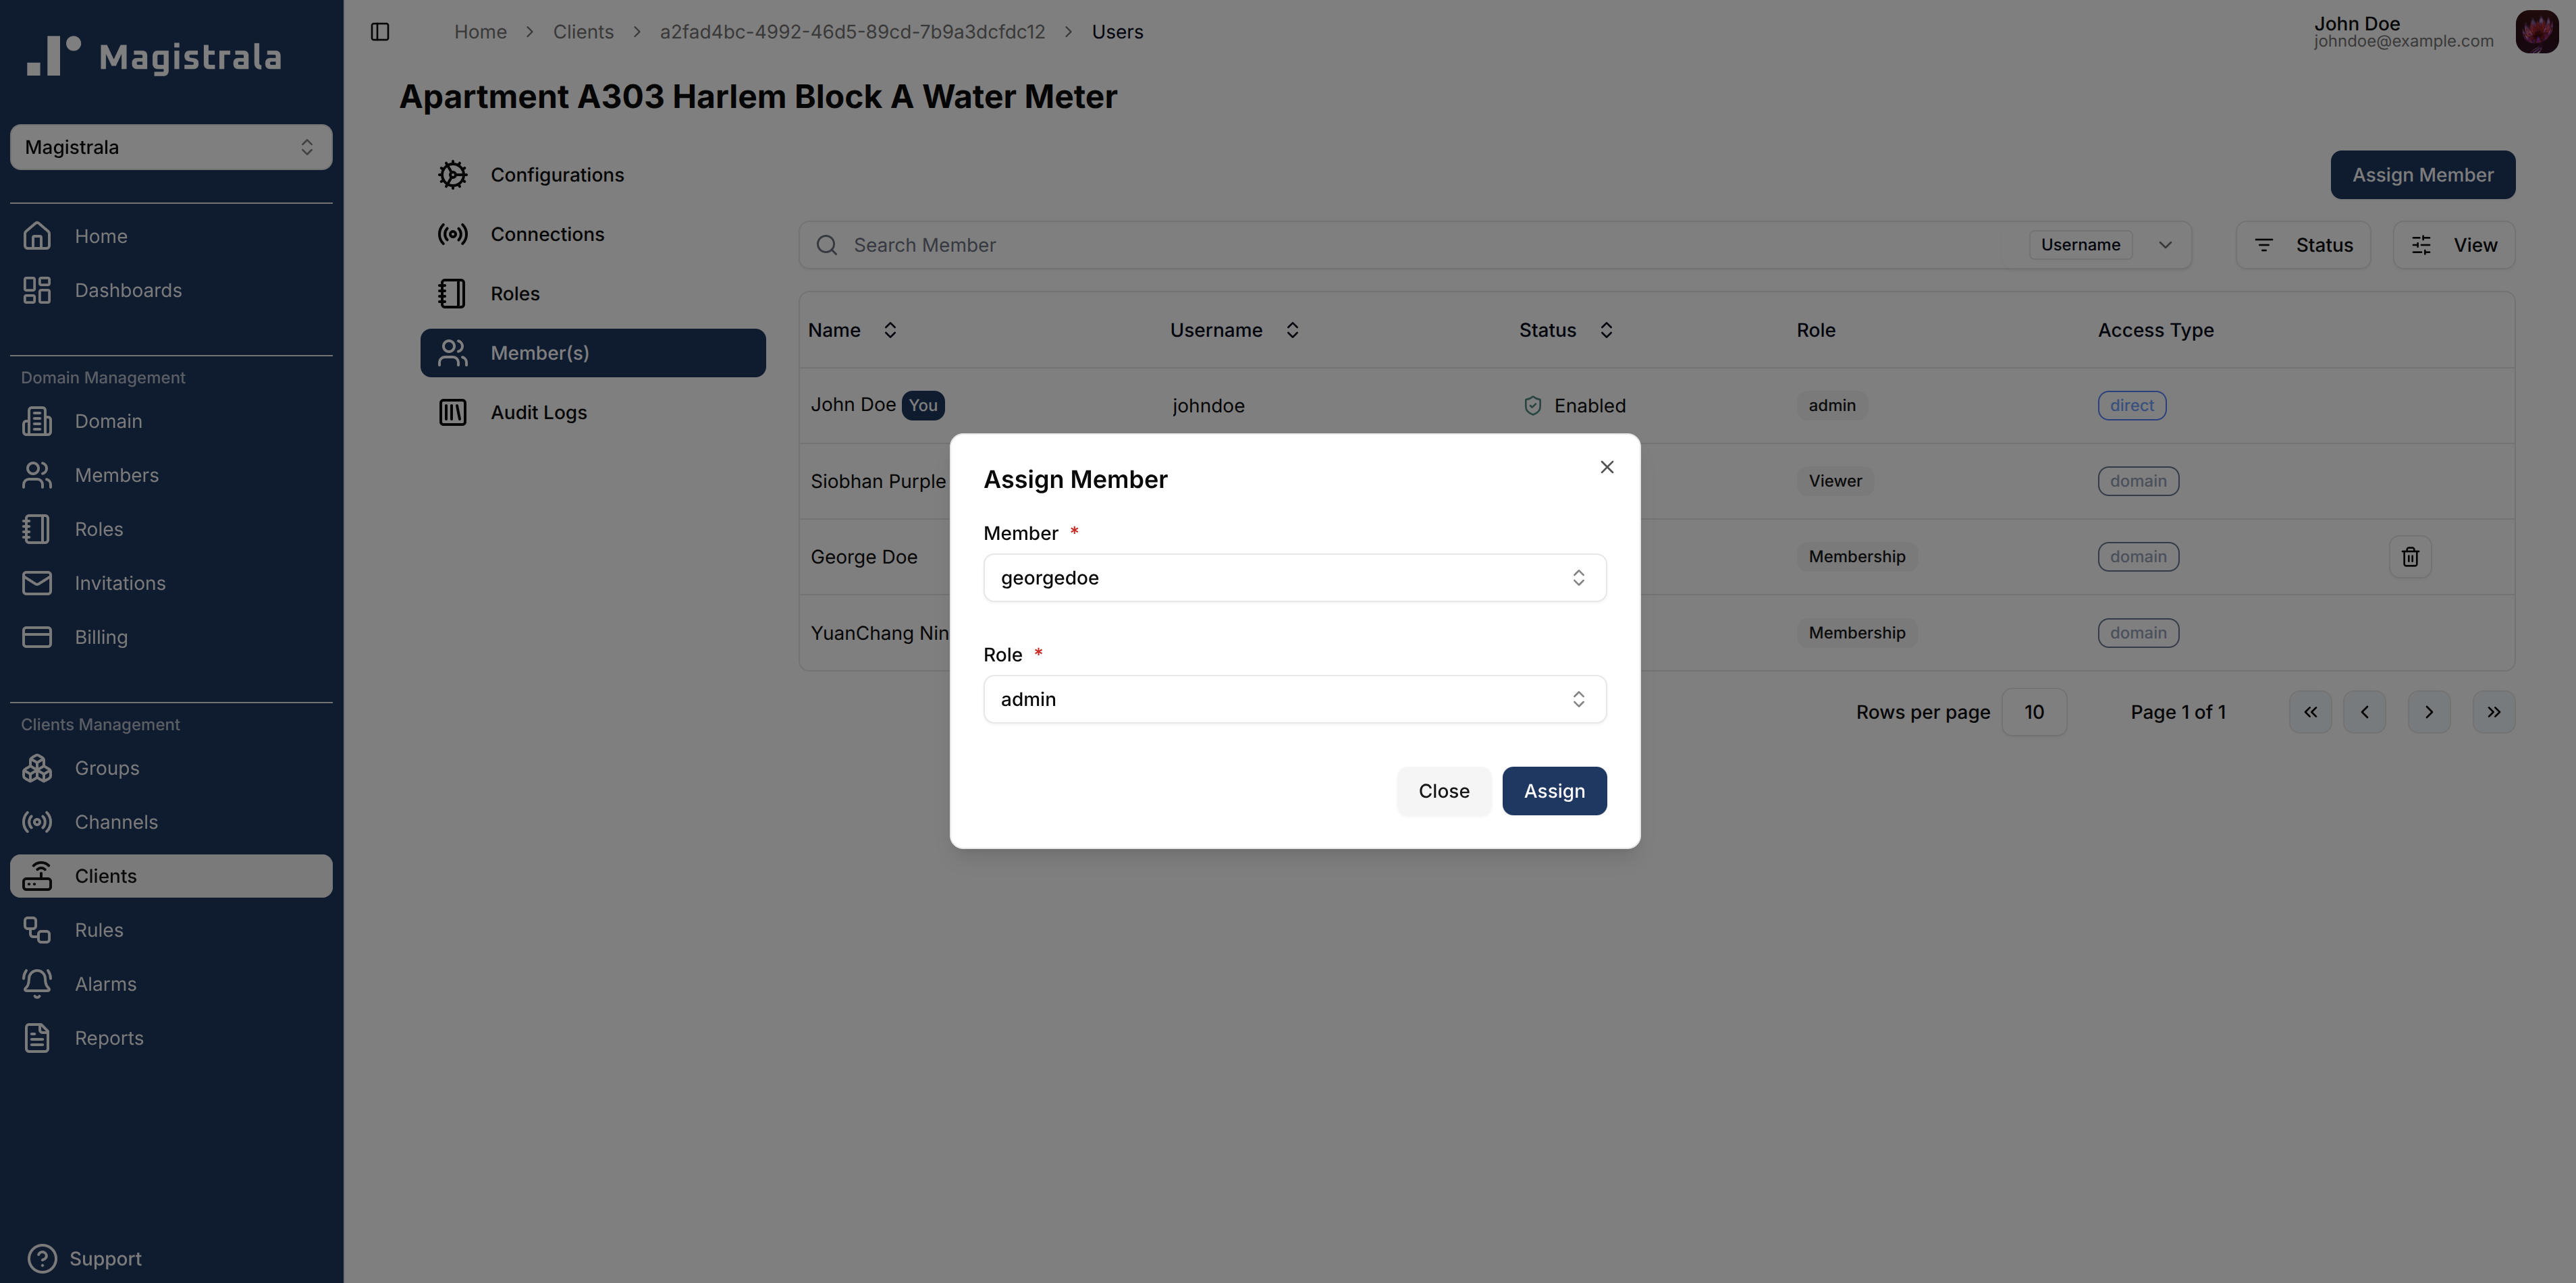 Magistrala
Magistrala
Home
Dashboards
Domain Management
Domain
Members
Roles
Invitations
Billing
Clients Management
Groups
Channels
Clients
Rules
Alarms
Reports
Support
Home > Clients > a2fad4bc-4992-46d5-89cd-7b9a3dcfdc12 > Users
John Doe
johndoe@example.com
Apartment A303 Harlem Block A Water Meter
Configurations
Connections
Roles
Member(s)
Audit Logs
Assign Member
Search Member Username Status View
Name Username Status Role Access Type
John Doe You johndoe Enabled admin direct
Siobhan Purple Viewer domain
George Doe Membership domain
YuanChang Nin Membership domain
Rows per page 10 Page 1 of 1
Assign Member
Member *
georgedoe
Role *
admin
Close Assign